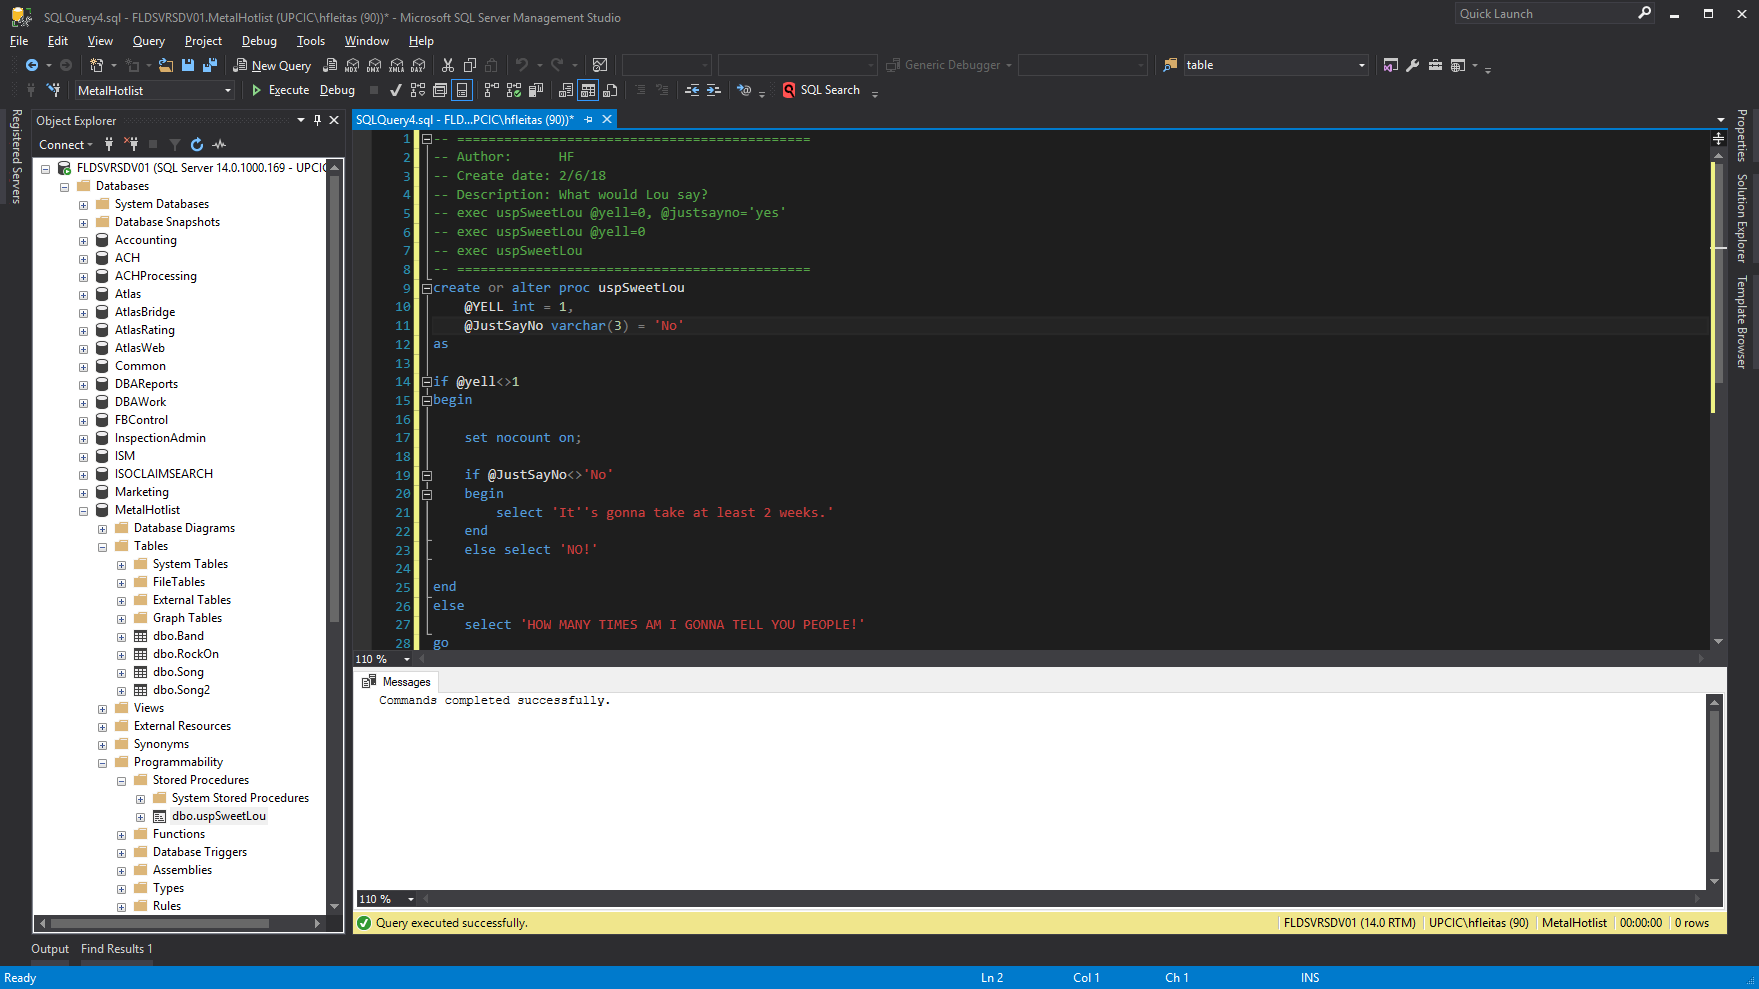 SQLQuery4.sql - FLDSVRSDV01.MetalHotlist (UPCIC\hfleitas (90))* - Microsoft SQL Server Management Studio
Quick Launch
File Edit View Query Project Debug Tools Window Help
New Query
MDX DMX XMLA DAX
Generic Debugger
table
MetalHotlist
Execute Debug
SQL Search
Registered Servers
Object Explorer
Connect
FLDSVRSDV01 (SQL Server 14.0.1000.169 - UPCIC
Databases
System Databases
Database Snapshots
Accounting
ACH
ACHProcessing
Atlas
AtlasBridge
AtlasRating
AtlasWeb
Common
DBAReports
DBAWork
FBControl
InspectionAdmin
ISM
ISOCLAIMSEARCH
Marketing
MetalHotlist
Database Diagrams
Tables
System Tables
FileTables
External Tables
Graph Tables
dbo.Band
dbo.RockOn
dbo.Song
dbo.Song2
Views
External Resources
Synonyms
Programmability
Stored Procedures
System Stored Procedures
dbo.uspSweetLou
Functions
Database Triggers
Assemblies
Types
Rules
SQLQuery4.sql - FLD...PCIC\hfleitas (90))*
1 -- =============================================
2 -- Author:      HF
3 -- Create date: 2/6/18
4 -- Description: What would Lou say?
5 -- exec uspSweetLou @yell=0, @justsayno='yes'
6 -- exec uspSweetLou @yell=0
7 -- exec uspSweetLou
8 -- =============================================
9 create or alter proc uspSweetLou
10     @YELL int = 1,
11     @JustSayNo varchar(3) = 'No'
12 as
13
14 if @yell<>1
15 begin
16
17     set nocount on;
18
19     if @JustSayNo<>'No'
20     begin
21         select 'It''s gonna take at least 2 weeks.'
22     end
23     else select 'NO!'
24
25 end
26 else
27     select 'HOW MANY TIMES AM I GONNA TELL YOU PEOPLE!'
28 go
110 %
Messages
Commands completed successfully.
110 %
Query executed successfully.
FLDSVRSDV01 (14.0 RTM) UPCIC\hfleitas (90) MetalHotlist 00:00:00 0 rows
Properties
Solution Explorer
Template Browser
Output Find Results 1
Ready Ln 2 Col 1 Ch 1 INS